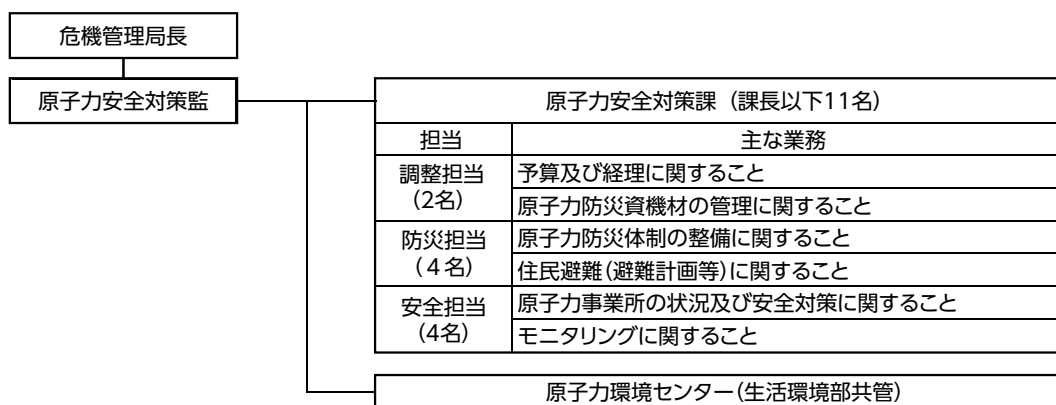 危機管理局長
原子力安全対策監
原子力安全対策課（課長以下11名）
担当
主な業務
調整担当
(2名)
予算及び経理に関すること
原子力防災資機材の管理に関すること
防災担当
(４名)
原子力防災体制の整備に関すること
住民避難(避難計画等)に関すること
安全担当
(4名)
原子力事業所の状況及び安全対策に関すること
モニタリングに関すること
原子力環境センター(生活環境部共管)